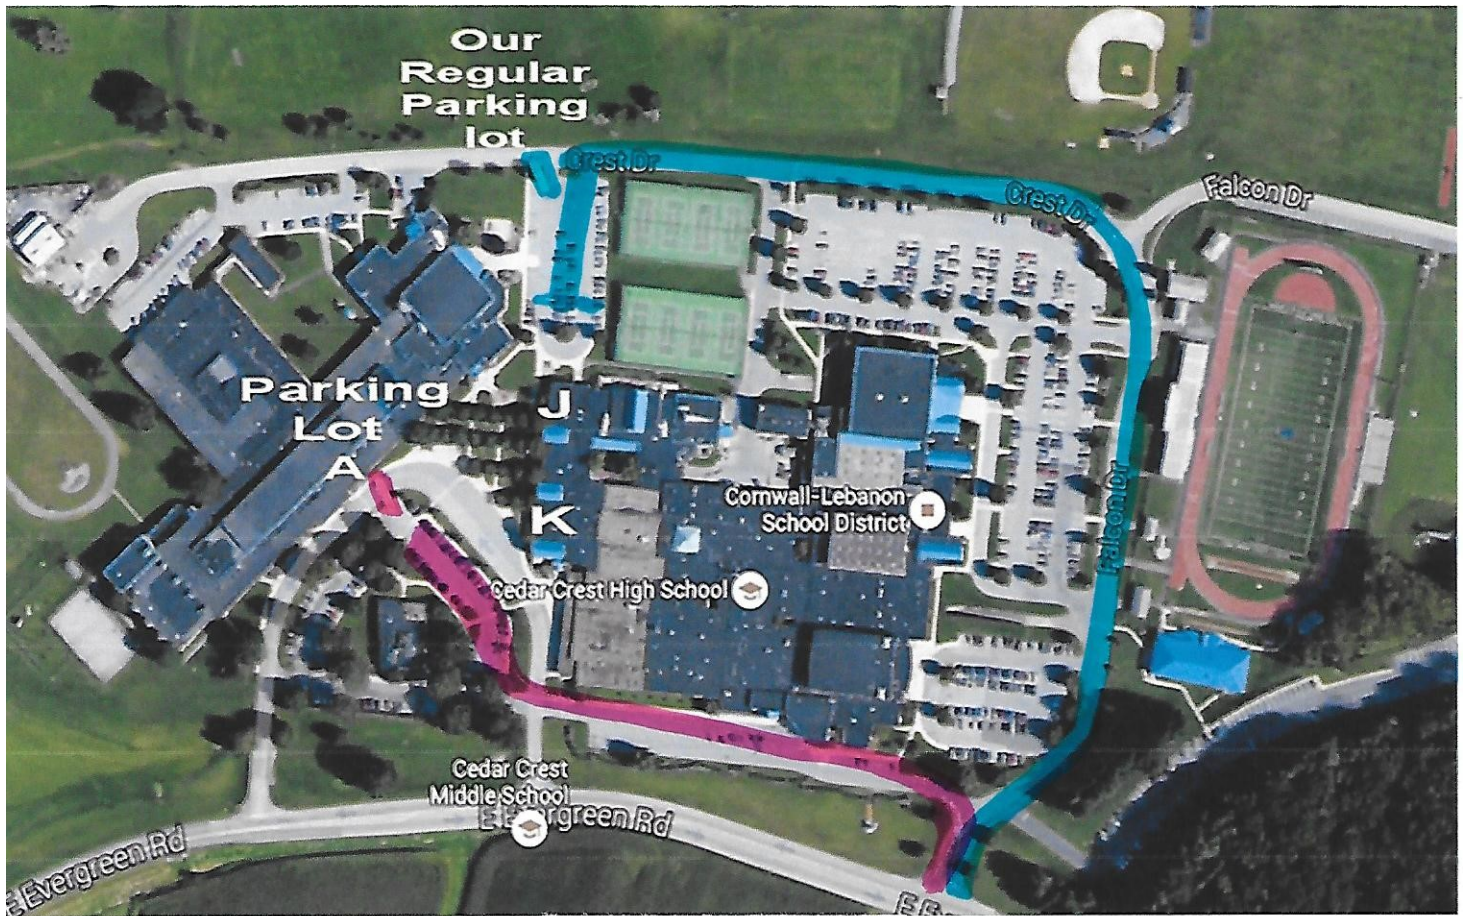 Our
Regular
Parking
lot
Crest Dr
Crest Dr
Falcon Dr
Parking
Lot
A
J
K
Cornwall-Lebanon
School District
Falcon Dr
Cedar Crest High School
Cedar Crest
Middle School
E Evergreen Rd
E Evergreen Rd